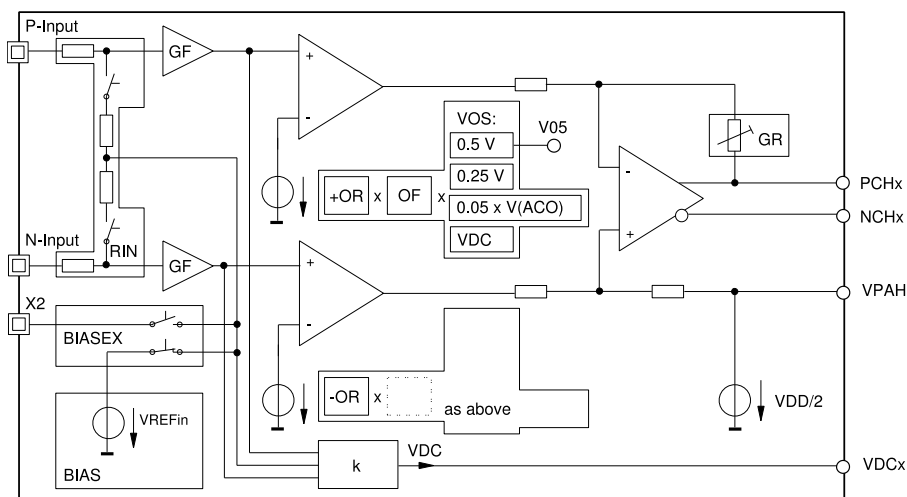 P-Input
GF
+
-
VOS:
0.5 V
V05
0.25 V
+OR x OF x
0.05 x V(ACO)
VDC
GR
-
+
PCHx
NCHx
N-Input
RIN
GF
+
-
VPAH
X2
BIASEX
-OR x
as above
VREFin
BIAS
VDD/2
k
VDC
VDCx